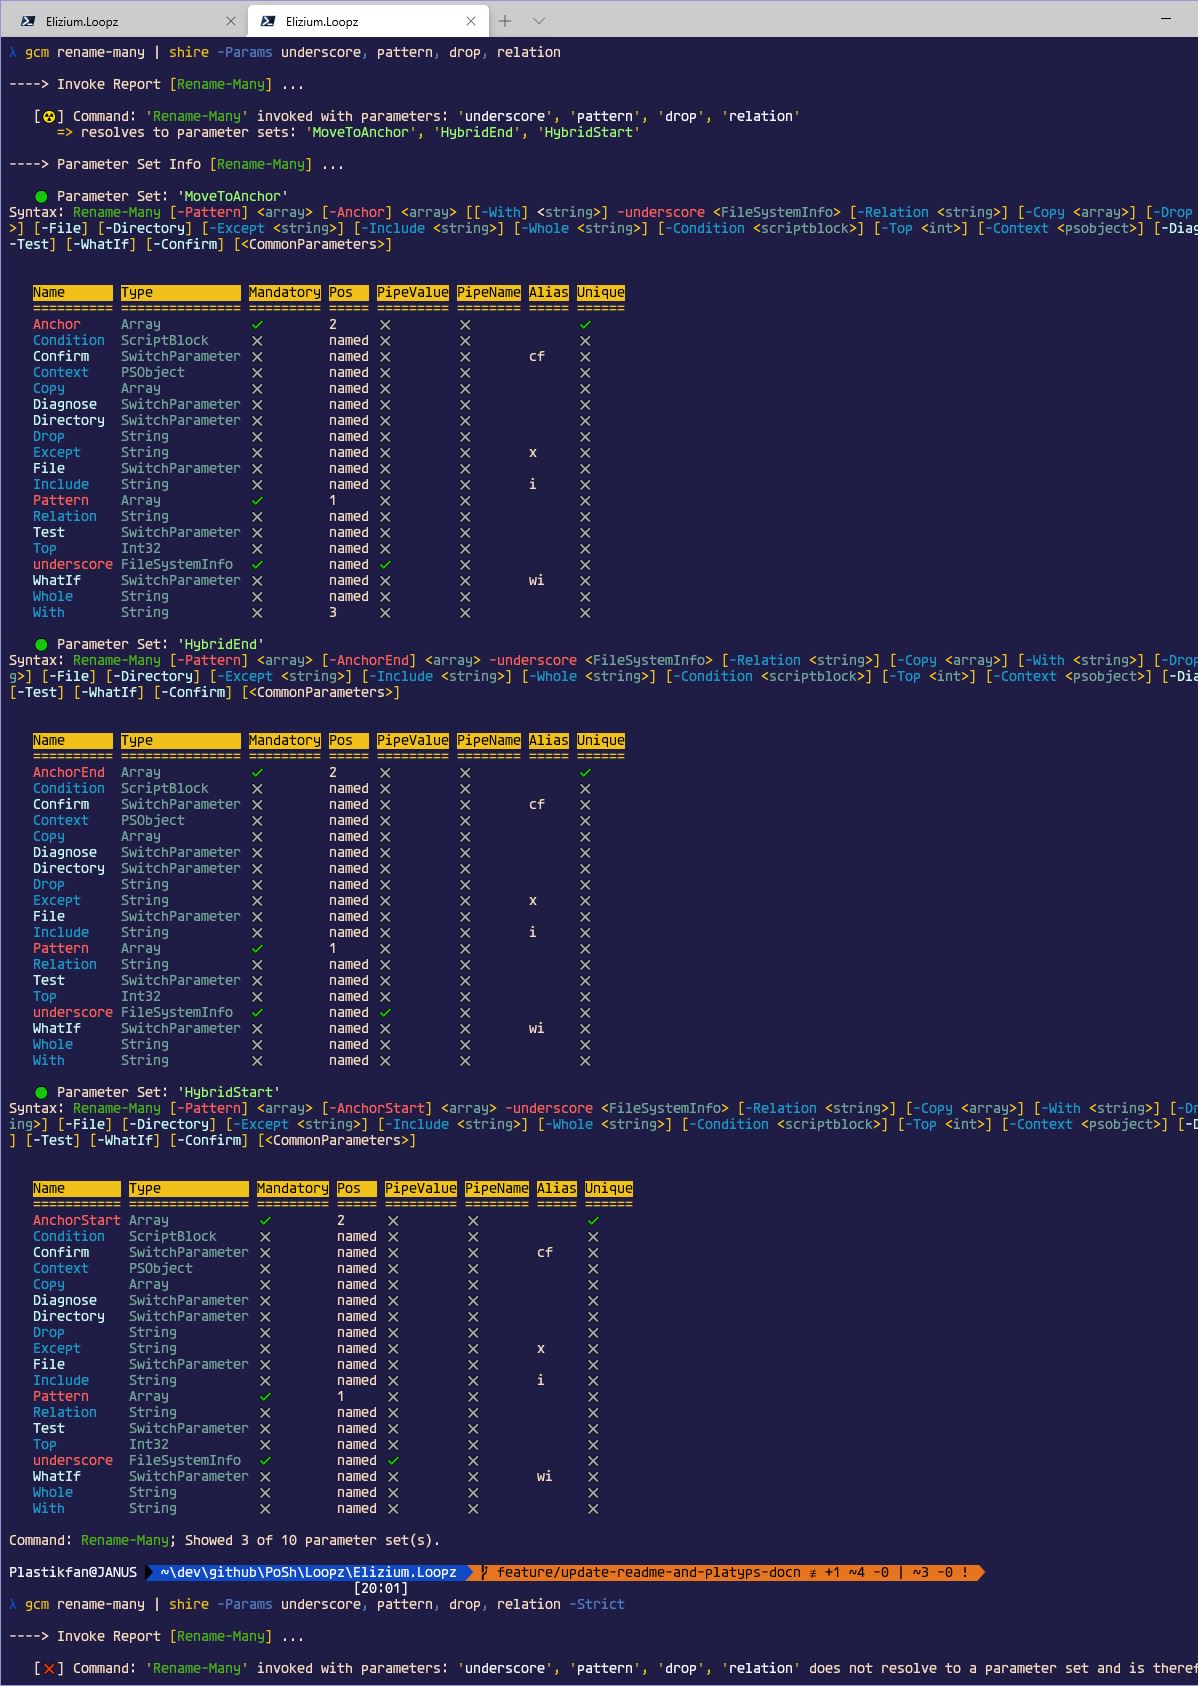 Elizium.Loopz
Elizium.Loopz
λ gcm rename-many | shire -Params underscore, pattern, drop, relation
----> Invoke Report [Rename-Many] ...
[☢] Command: 'Rename-Many' invoked with parameters: 'underscore', 'pattern', 'drop', 'relation'
=> resolves to parameter sets: 'MoveToAnchor', 'HybridEnd', 'HybridStart'
----> Parameter Set Info [Rename-Many] ...
Parameter Set: 'MoveToAnchor'
Syntax: Rename-Many [-Pattern] <array> [-Anchor] <array> [[-With] <string>] -underscore <FileSystemInfo> [-Relation <string>] [-Copy <array>] [-Drop
>] [-File] [-Directory] [-Except <string>] [-Include <string>] [-Whole <string>] [-Condition <scriptblock>] [-Top <int>] [-Context <psobject>] [-Diag
-Test] [-WhatIf] [-Confirm] [<CommonParameters>]
Name Type Mandatory Pos PipeValue PipeName Alias Unique
========== =============== ========= ===== ========= ======== ===== ======
Anchor Array ✓ 2 ✕ ✕ ✓
Condition ScriptBlock ✕ named ✕ ✕ ✕
Confirm SwitchParameter ✕ named ✕ ✕ cf ✕
Context PSObject ✕ named ✕ ✕ ✕
Copy Array ✕ named ✕ ✕ ✕
Diagnose SwitchParameter ✕ named ✕ ✕ ✕
Directory SwitchParameter ✕ named ✕ ✕ ✕
Drop String ✕ named ✕ ✕ ✕
Except String ✕ named ✕ ✕ x ✕
File SwitchParameter ✕ named ✕ ✕ ✕
Include String ✕ named ✕ ✕ i ✕
Pattern Array ✓ 1 ✕ ✕ ✕
Relation String ✕ named ✕ ✕ ✕
Test SwitchParameter ✕ named ✕ ✕ ✕
Top Int32 ✕ named ✕ ✕ ✕
underscore FileSystemInfo ✓ named ✓ ✕ ✕
WhatIf SwitchParameter ✕ named ✕ ✕ wi ✕
Whole String ✕ named ✕ ✕ ✕
With String ✕ 3 ✕ ✕ ✕
Parameter Set: 'HybridEnd'
Syntax: Rename-Many [-Pattern] <array> [-AnchorEnd] <array> -underscore <FileSystemInfo> [-Relation <string>] [-Copy <array>] [-With <string>] [-Drop
g>] [-File] [-Directory] [-Except <string>] [-Include <string>] [-Whole <string>] [-Condition <scriptblock>] [-Top <int>] [-Context <psobject>] [-Dia
[-Test] [-WhatIf] [-Confirm] [<CommonParameters>]
Name Type Mandatory Pos PipeValue PipeName Alias Unique
========== =============== ========= ===== ========= ======== ===== ======
AnchorEnd Array ✓ 2 ✕ ✕ ✓
Condition ScriptBlock ✕ named ✕ ✕ ✕
Confirm SwitchParameter ✕ named ✕ ✕ cf ✕
Context PSObject ✕ named ✕ ✕ ✕
Copy Array ✕ named ✕ ✕ ✕
Diagnose SwitchParameter ✕ named ✕ ✕ ✕
Directory SwitchParameter ✕ named ✕ ✕ ✕
Drop String ✕ named ✕ ✕ ✕
Except String ✕ named ✕ ✕ x ✕
File SwitchParameter ✕ named ✕ ✕ ✕
Include String ✕ named ✕ ✕ i ✕
Pattern Array ✓ 1 ✕ ✕ ✕
Relation String ✕ named ✕ ✕ ✕
Test SwitchParameter ✕ named ✕ ✕ ✕
Top Int32 ✕ named ✕ ✕ ✕
underscore FileSystemInfo ✓ named ✓ ✕ ✕
WhatIf SwitchParameter ✕ named ✕ ✕ wi ✕
Whole String ✕ named ✕ ✕ ✕
With String ✕ named ✕ ✕ ✕
Parameter Set: 'HybridStart'
Syntax: Rename-Many [-Pattern] <array> [-AnchorStart] <array> -underscore <FileSystemInfo> [-Relation <string>] [-Copy <array>] [-With <string>] [-Dr
ing>] [-File] [-Directory] [-Except <string>] [-Include <string>] [-Whole <string>] [-Condition <scriptblock>] [-Top <int>] [-Context <psobject>] [-D
] [-Test] [-WhatIf] [-Confirm] [<CommonParameters>]
Name Type Mandatory Pos PipeValue PipeName Alias Unique
=========== =============== ========= ===== ========= ======== ===== ======
AnchorStart Array ✓ 2 ✕ ✕ ✓
Condition ScriptBlock ✕ named ✕ ✕ ✕
Confirm SwitchParameter ✕ named ✕ ✕ cf ✕
Context PSObject ✕ named ✕ ✕ ✕
Copy Array ✕ named ✕ ✕ ✕
Diagnose SwitchParameter ✕ named ✕ ✕ ✕
Directory SwitchParameter ✕ named ✕ ✕ ✕
Drop String ✕ named ✕ ✕ ✕
Except String ✕ named ✕ ✕ x ✕
File SwitchParameter ✕ named ✕ ✕ ✕
Include String ✕ named ✕ ✕ i ✕
Pattern Array ✓ 1 ✕ ✕ ✕
Relation String ✕ named ✕ ✕ ✕
Test SwitchParameter ✕ named ✕ ✕ ✕
Top Int32 ✕ named ✕ ✕ ✕
underscore FileSystemInfo ✓ named ✓ ✕ ✕
WhatIf SwitchParameter ✕ named ✕ ✕ wi ✕
Whole String ✕ named ✕ ✕ ✕
With String ✕ named ✕ ✕ ✕
Command: Rename-Many; Showed 3 of 10 parameter set(s).
Plastikfan@JANUS ~\dev\github\PoSh\Loopz\Elizium.Loopz feature/update-readme-and-platyps-docn ≢ +1 ~4 -0 | ~3 -0 !
[20:01]
λ gcm rename-many | shire -Params underscore, pattern, drop, relation -Strict
----> Invoke Report [Rename-Many] ...
[❌] Command: 'Rename-Many' invoked with parameters: 'underscore', 'pattern', 'drop', 'relation' does not resolve to a parameter set and is theref